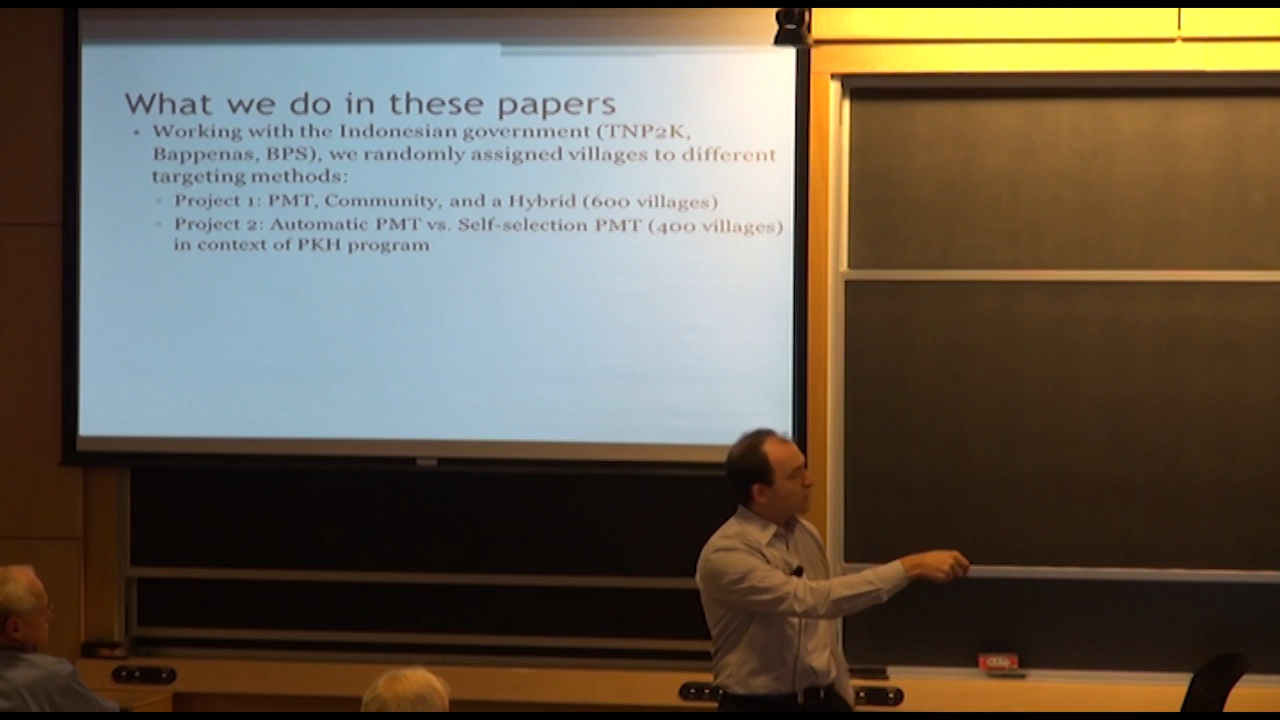 What we do in these papers
• Working with the Indonesian government (TNP2K,
Bappenas, BPS), we randomly assigned villages to different
targeting methods:
▫ Project 1: PMT, Community, and a Hybrid (600 villages)
▫ Project 2: Automatic PMT vs. Self-selection PMT (400 villages)
in context of PKH program